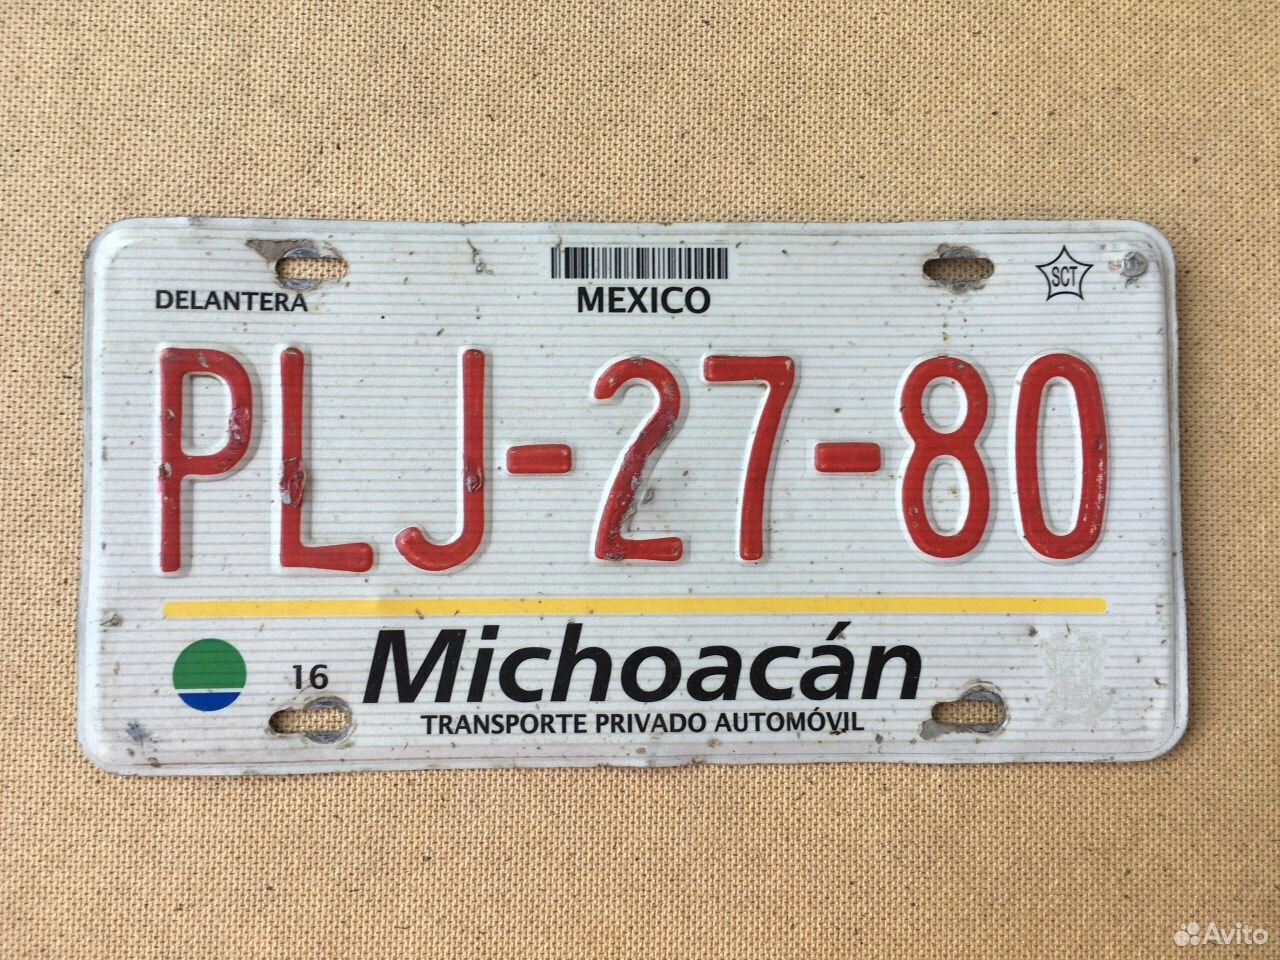 DELANTERA
MEXICO
SCT
PLJ-27-80
16
Michoacán
TRANSPORTE PRIVADO AUTOMÓVIL
Avito